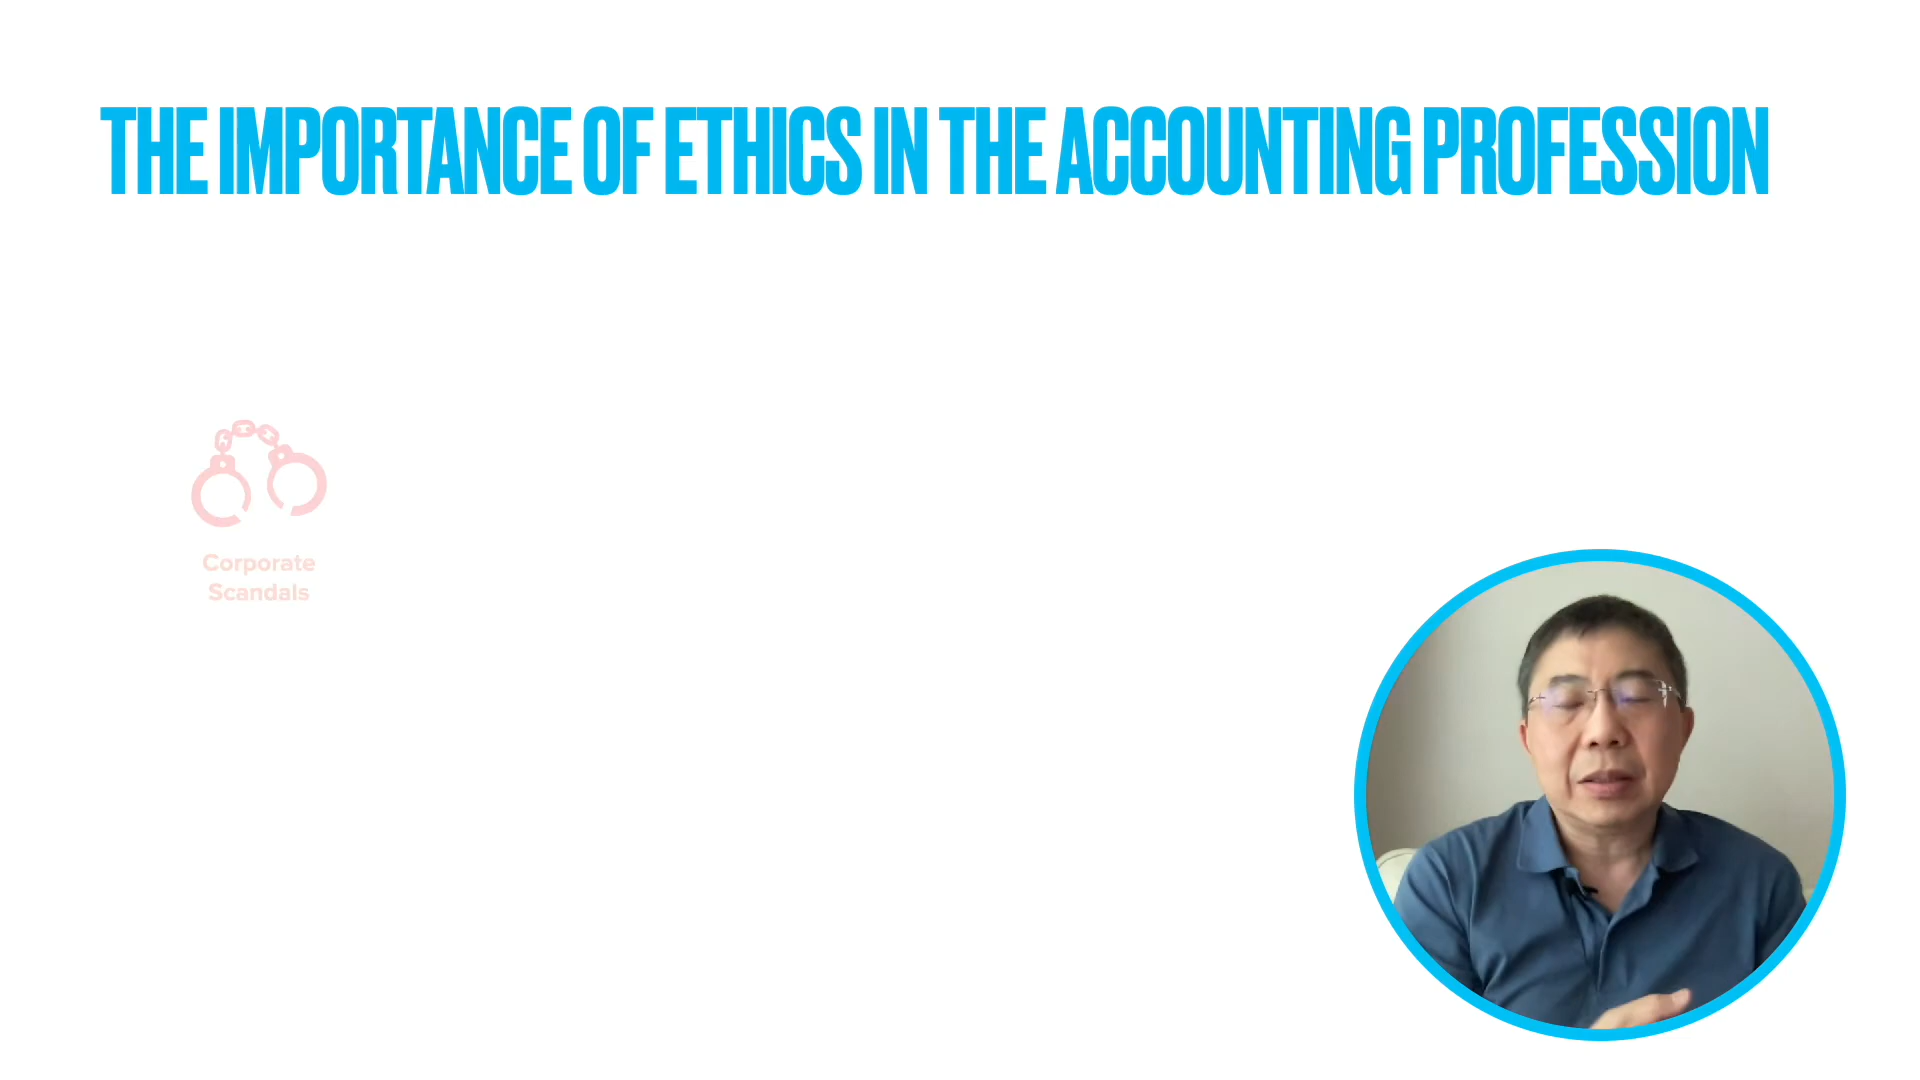 THE IMPORTANCE OF ETHICS IN THE ACCOUNTING PROFESSION
Corporate
Scandals